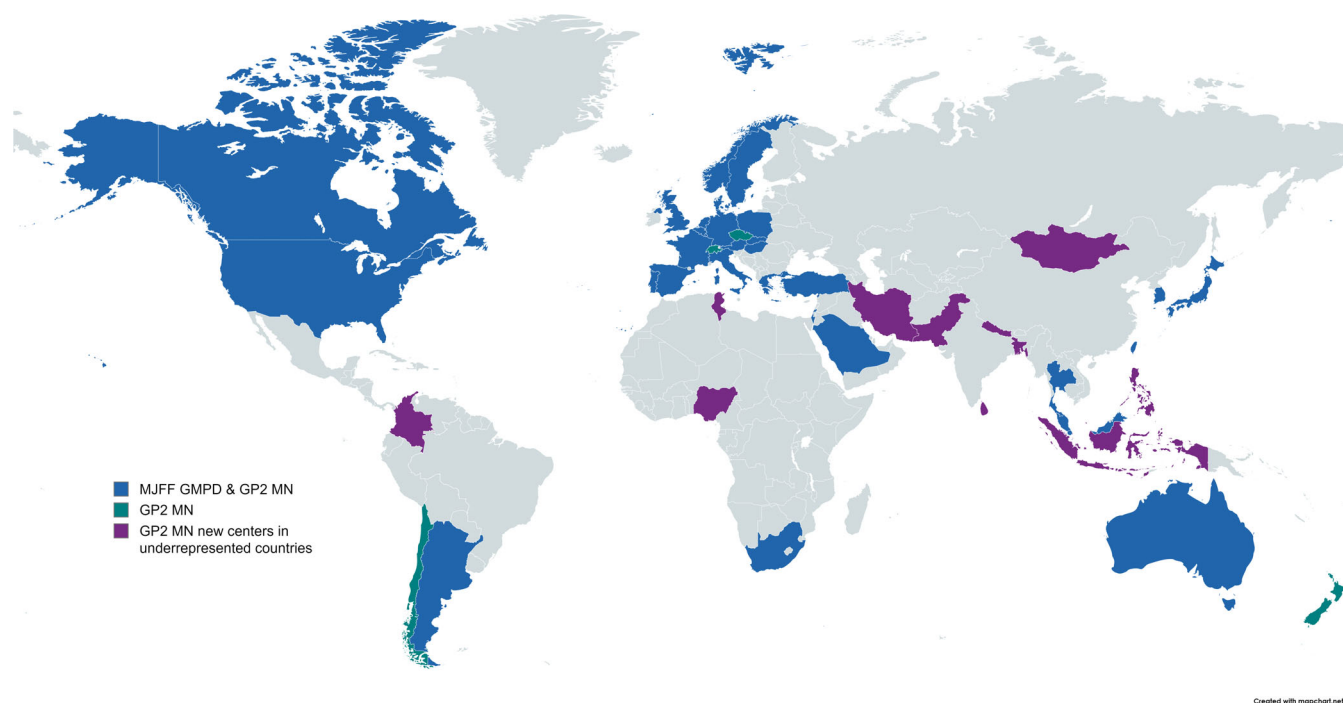 MJFF GMPD & GP2 MN
GP2 MN
GP2 MN new centers in
underrepresented countries
Created with mapchart.net